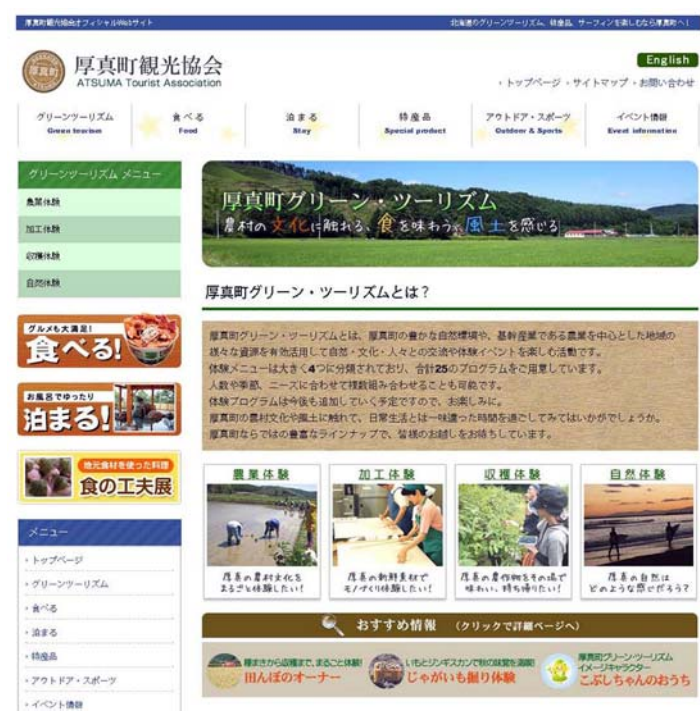 厚真町観光協会オフィシャルWebサイト
北海道のグリーンツーリズム、特産品、サーフィンを楽しむなら厚真町へ！
厚真町
厚真町観光協会
ATSUMA Tourist Association
English
・トップページ ・サイトマップ ・お問い合わせ
グリーンツーリズム
Green tourism
食べる
Food
泊まる
Stay
特産品
Special product
アウトドア・スポーツ
Outdoor & Sports
イベント情報
Event information
グリーンツーリズム メニュー
農業体験
加工体験
収穫体験
自然体験
グルメも大満足！
食べる!
お風呂でゆったり
泊まる!
地元食材を使った料理
食の工夫展
メニュー
・トップページ
・グリーンツーリズム
・食べる
・泊まる
・特産品
・アウトドア・スポーツ
・イベント情報
厚真町グリーン・ツーリズム
農村の文化に触れる、食を味わう、風土を感じる
厚真町グリーン・ツーリズムとは？
厚真町グリーン・ツーリズムとは、厚真町の豊かな自然環境や、基幹産業である農業を中心とした地域の
様々な資源を有効活用して自然・文化・人々との交流や体験イベントを楽しむ活動です。
体験メニューは大きく4つに分類されており、合計25のプログラムをご用意しています。
人数や季節、ニーズに合わせて複数組み合わせることも可能です。
体験プログラムは今後も追加していく予定ですので、お楽しみに。
厚真町の農村文化や風土に触れて、日常生活とは一味違った時間を過ごしてみてはいかがでしょうか。
厚真町ならではの豊富なラインナップで、皆様のお越しをお待ちしています。
農業体験
厚真の農村文化を
まるごと体験したい！
加工体験
厚真の新鮮素材で
モノづくり体験したい！
収穫体験
厚真の農作物をその場で
味わい、持ち帰りたい！
自然体験
厚真の自然は
どのような感じだろう？
おすすめ情報 （クリックで詳細ページへ）
種まきから収穫まで、まるごと体験!
田んぼのオーナー
いもとジンギスカンで秋の味覚を満喫!
じゃがいも掘り体験
厚真町グリーン・ツーリズム
イメージキャラクター
こぶしちゃんのおうち